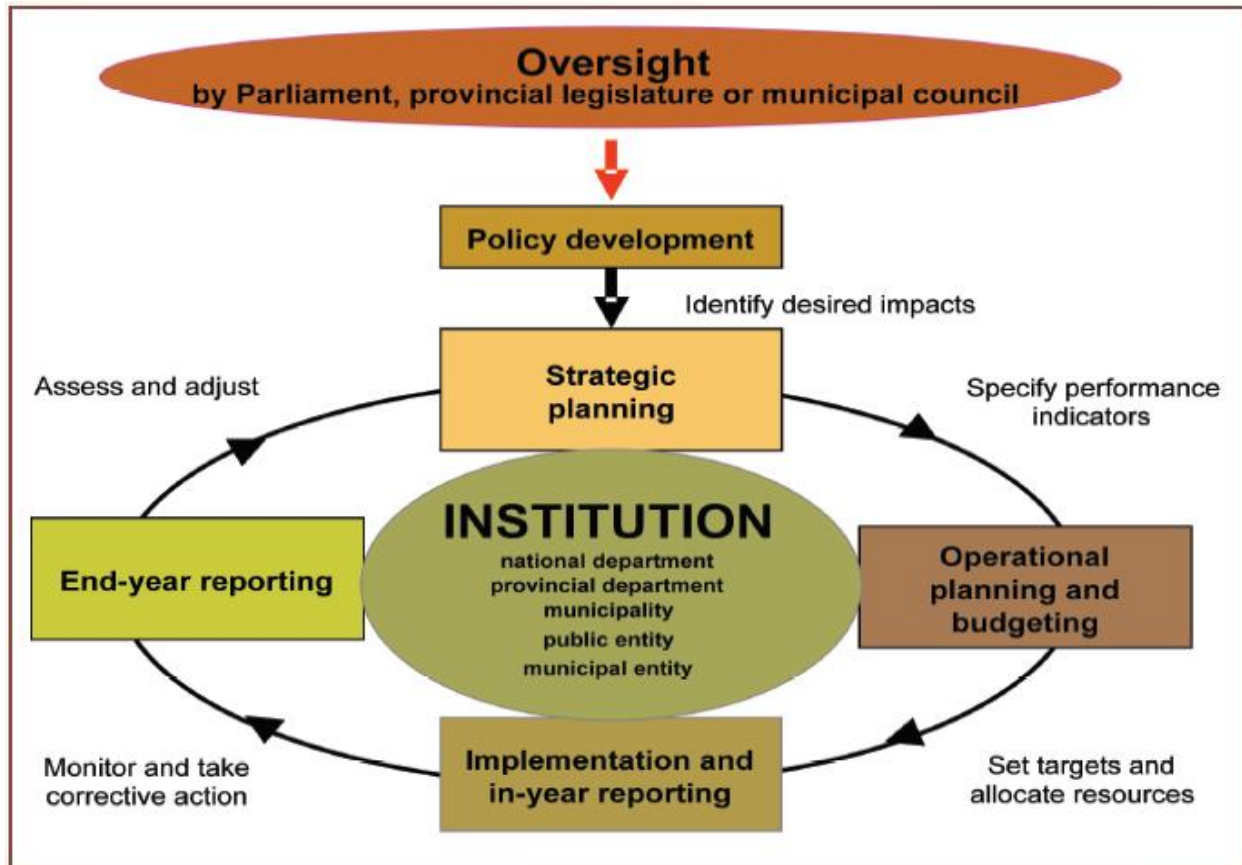 Oversight
by Parliament, provincial legislature or municipal council
Policy development
Identify desired impacts
Strategic
planning
Assess and adjust
Specify performance
indicators
INSTITUTION
national department
provincial department
municipality
public entity
municipal entity
End-year reporting
Operational
planning and
budgeting
Implementation and
in-year reporting
Monitor and take
corrective action
Set targets and
allocate resources